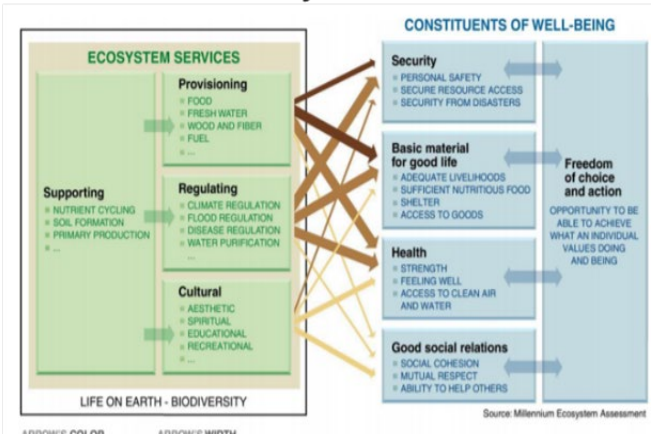 CONSTITUENTS OF WELL-BEING
ECOSYSTEM SERVICES
Supporting
NUTRIENT CYCLING
SOIL FORMATION
PRIMARY PRODUCTION
...
Provisioning
FOOD
FRESH WATER
WOOD AND FIBER
FUEL
...
Regulating
CLIMATE REGULATION
FLOOD REGULATION
DISEASE REGULATION
WATER PURIFICATION
...
Cultural
AESTHETIC
SPIRITUAL
EDUCATIONAL
RECREATIONAL
...
LIFE ON EARTH - BIODIVERSITY
Security
PERSONAL SAFETY
SECURE RESOURCE ACCESS
SECURITY FROM DISASTERS
Basic material
for good life
ADEQUATE LIVELIHOODS
SUFFICIENT NUTRITIOUS FOOD
SHELTER
ACCESS TO GOODS
Health
STRENGTH
FEELING WELL
ACCESS TO CLEAN AIR
AND WATER
Good social relations
SOCIAL COHESION
MUTUAL RESPECT
ABILITY TO HELP OTHERS
Freedom
of choice
and action
OPPORTUNITY TO BE
ABLE TO ACHIEVE
WHAT AN INDIVIDUAL
VALUES DOING
AND BEING
Source: Millennium Ecosystem Assessment
ARROW'S COLOR
ARROW'S WIDTH